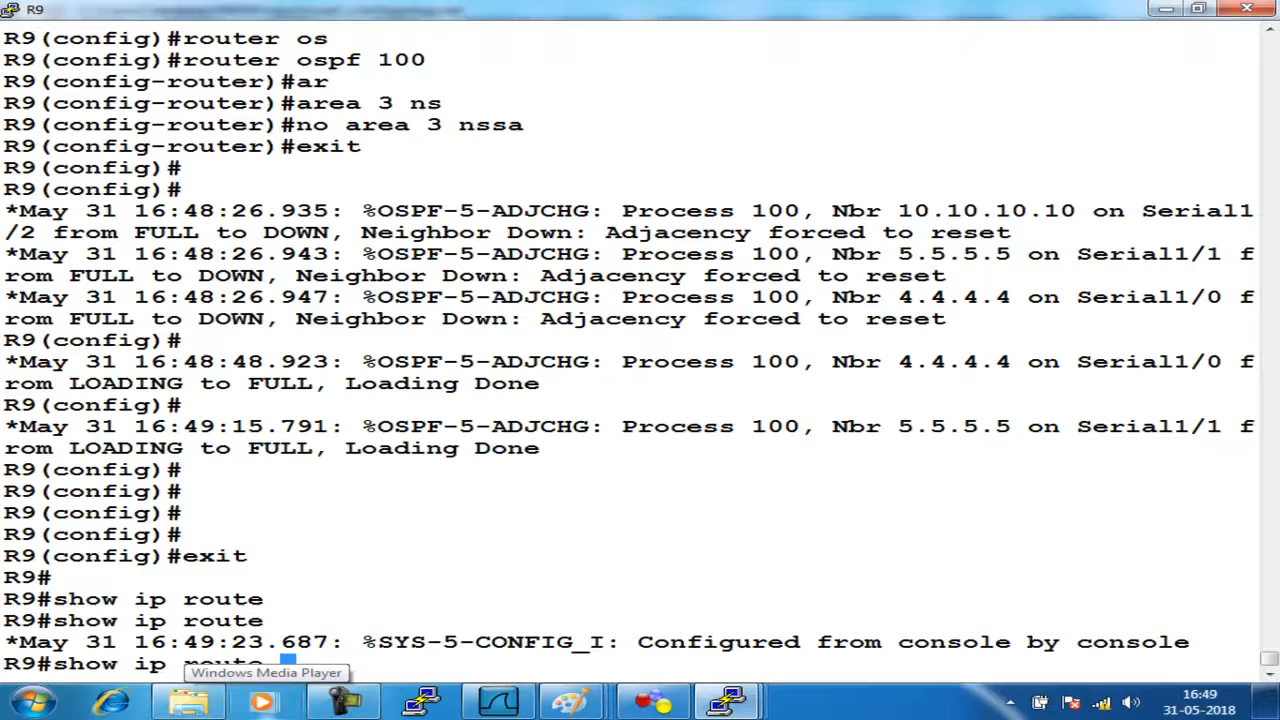 R9
R9(config)#router os
R9(config)#router ospf 100
R9(config-router)#ar
R9(config-router)#area 3 ns
R9(config-router)#no area 3 nssa
R9(config-router)#exit
R9(config)#
R9(config)#
*May 31 16:48:26.935: %OSPF-5-ADJCHG: Process 100, Nbr 10.10.10.10 on Serial1
/2 from FULL to DOWN, Neighbor Down: Adjacency forced to reset
*May 31 16:48:26.943: %OSPF-5-ADJCHG: Process 100, Nbr 5.5.5.5 on Serial1/1 f
rom FULL to DOWN, Neighbor Down: Adjacency forced to reset
*May 31 16:48:26.947: %OSPF-5-ADJCHG: Process 100, Nbr 4.4.4.4 on Serial1/0 f
rom FULL to DOWN, Neighbor Down: Adjacency forced to reset
R9(config)#
*May 31 16:48:48.923: %OSPF-5-ADJCHG: Process 100, Nbr 4.4.4.4 on Serial1/0 f
rom LOADING to FULL, Loading Done
R9(config)#
*May 31 16:49:15.791: %OSPF-5-ADJCHG: Process 100, Nbr 5.5.5.5 on Serial1/1 f
rom LOADING to FULL, Loading Done
R9(config)#
R9(config)#
R9(config)#
R9(config)#
R9(config)#exit
R9#
R9#show ip route
R9#show ip route
*May 31 16:49:23.687: %SYS-5-CONFIG_I: Configured from console by console
R9#show ip route
Windows Media Player
16:49
31-05-2018